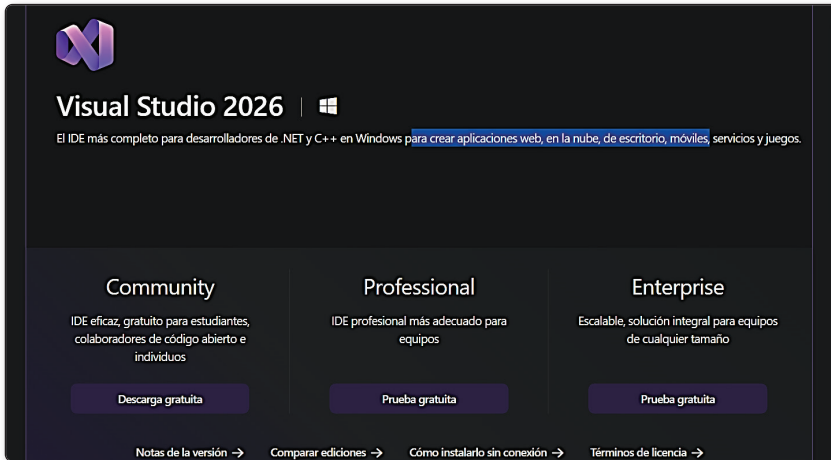 Visual Studio 2026
El IDE más completo para desarrolladores de .NET y C++ en Windows para crear aplicaciones web, en la nube, de escritorio, móviles, servicios y juegos.
Community
IDE eficaz, gratuito para estudiantes,
colaboradores de código abierto e
individuos
Descarga gratuita
Professional
IDE profesional más adecuado para
equipos
Prueba gratuita
Enterprise
Escalable, solución integral para equipos
de cualquier tamaño
Prueba gratuita
Notas de la versión → Comparar ediciones → Cómo instalarlo sin conexión → Términos de licencia →